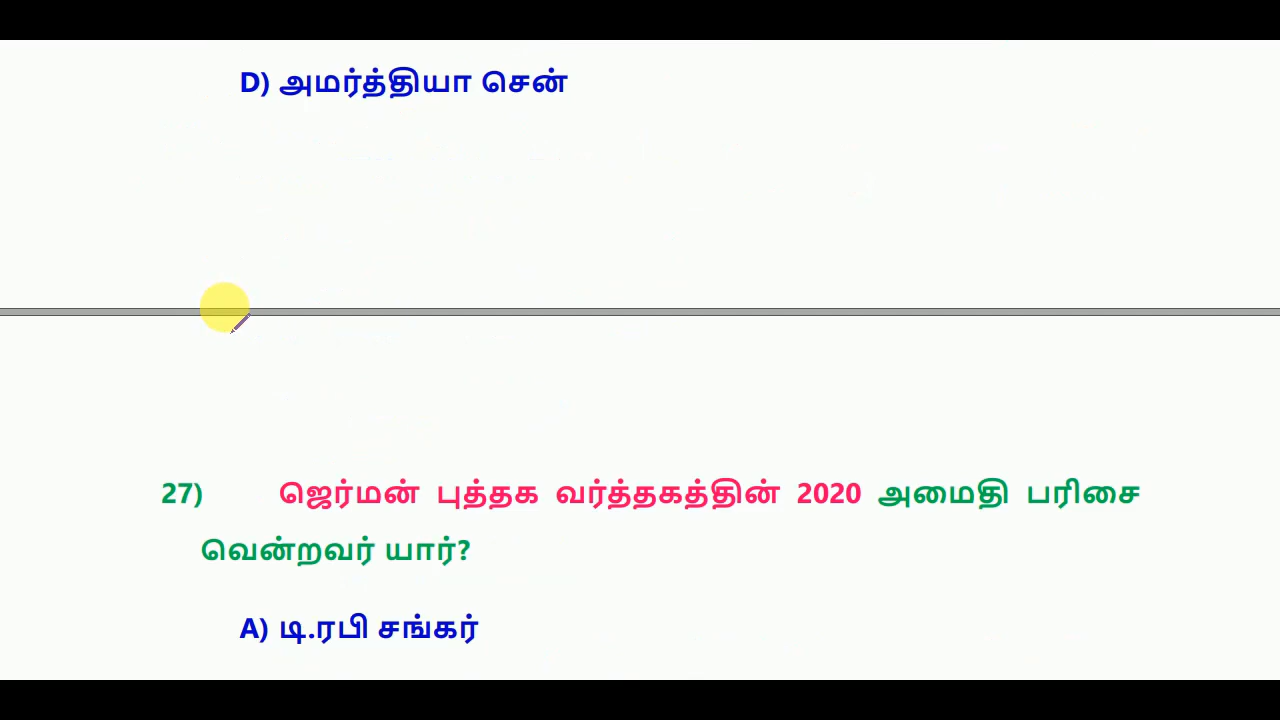 D) அமர்த்தியா சென்
27) ஜெர்மன் புத்தக வர்த்தகத்தின் 2020 அமைதி பரிசை
வென்றவர் யார்?
A) டி.ரபி சங்கர்